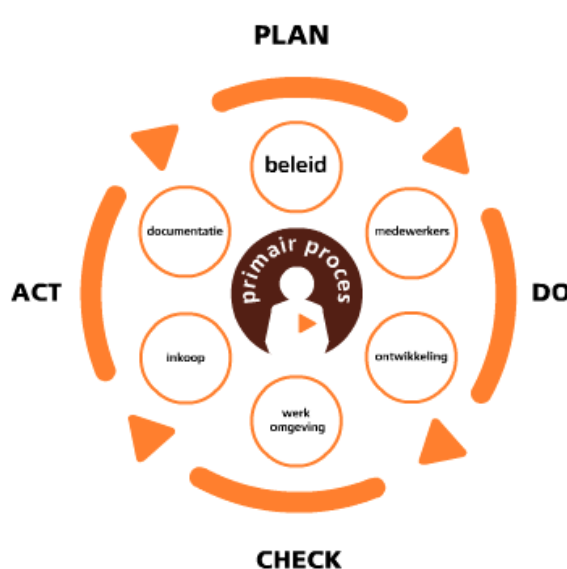 PLAN
beleid
documentatie
medewerkers
primair proces
ACT
DO
inkoop
ontwikkeling
werk
omgeving
CHECK